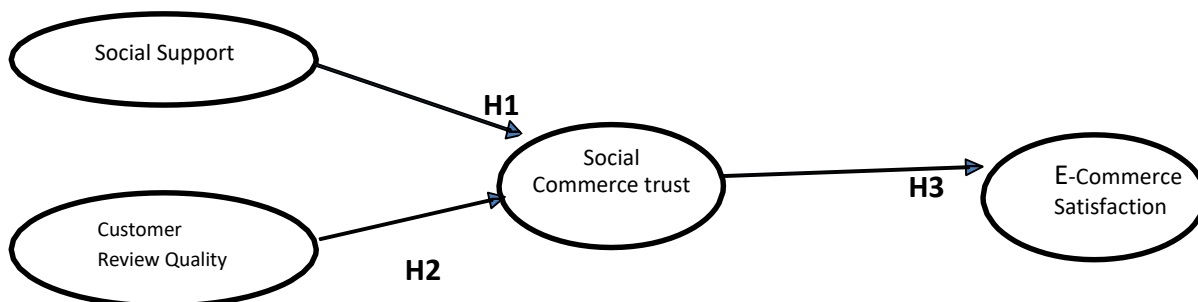 Social Support
H1
Social
Commerce trust
E-Commerce
Satisfaction
H3
Customer
Review Quality
H2